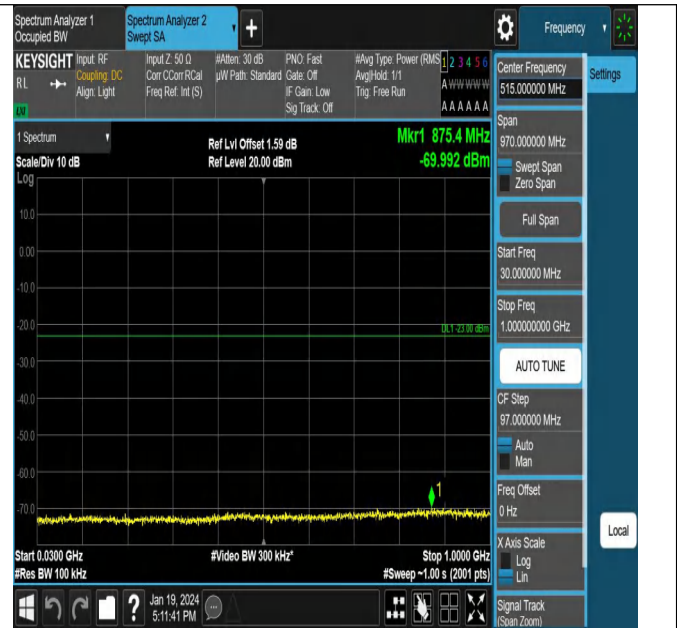 Spectrum Analyzer 1
Occupied BW
Spectrum Analyzer 2
Swept SA
Frequency
KEYSIGHT
RL
Input: RF
Coupling: DC
Align: Light
Input Z: 50 Ω
Corr CCorr RCal
Freq Ref: Int (S)
#Atten: 30 dB
µW Path: Standard
PNO: Fast
Gate: Off
IF Gain: Low
Sig Track: Off
#Avg Type: Power (RMS
Avg|Hold: 1/1
Trig: Free Run
1 2 3 4 5 6
A W W W W W
A A A A A A
1 Spectrum
Scale/Div 10 dB
Log
Ref Lvl Offset 1.59 dB
Ref Level 20.00 dBm
Mkr1 875.4 MHz
-69.992 dBm
10.0
0.00
-10.0
-20.0
-30.0
-40.0
-50.0
-60.0
-70.0
DL1 -23.00 dBm
1
Start 0.0300 GHz
#Res BW 100 kHz
#Video BW 300 kHz*
Stop 1.0000 GHz
#Sweep ~1.00 s (2001 pts)
Center Frequency
515.000000 MHz
Settings
Span
970.000000 MHz
Swept Span
Zero Span
Full Span
Start Freq
30.000000 MHz
Stop Freq
1.000000000 GHz
AUTO TUNE
CF Step
97.000000 MHz
Auto
Man
Freq Offset
0 Hz
X Axis Scale
Log
Lin
Local
Signal Track
(Span Zoom)
?
Jan 19, 2024
5:11:41 PM